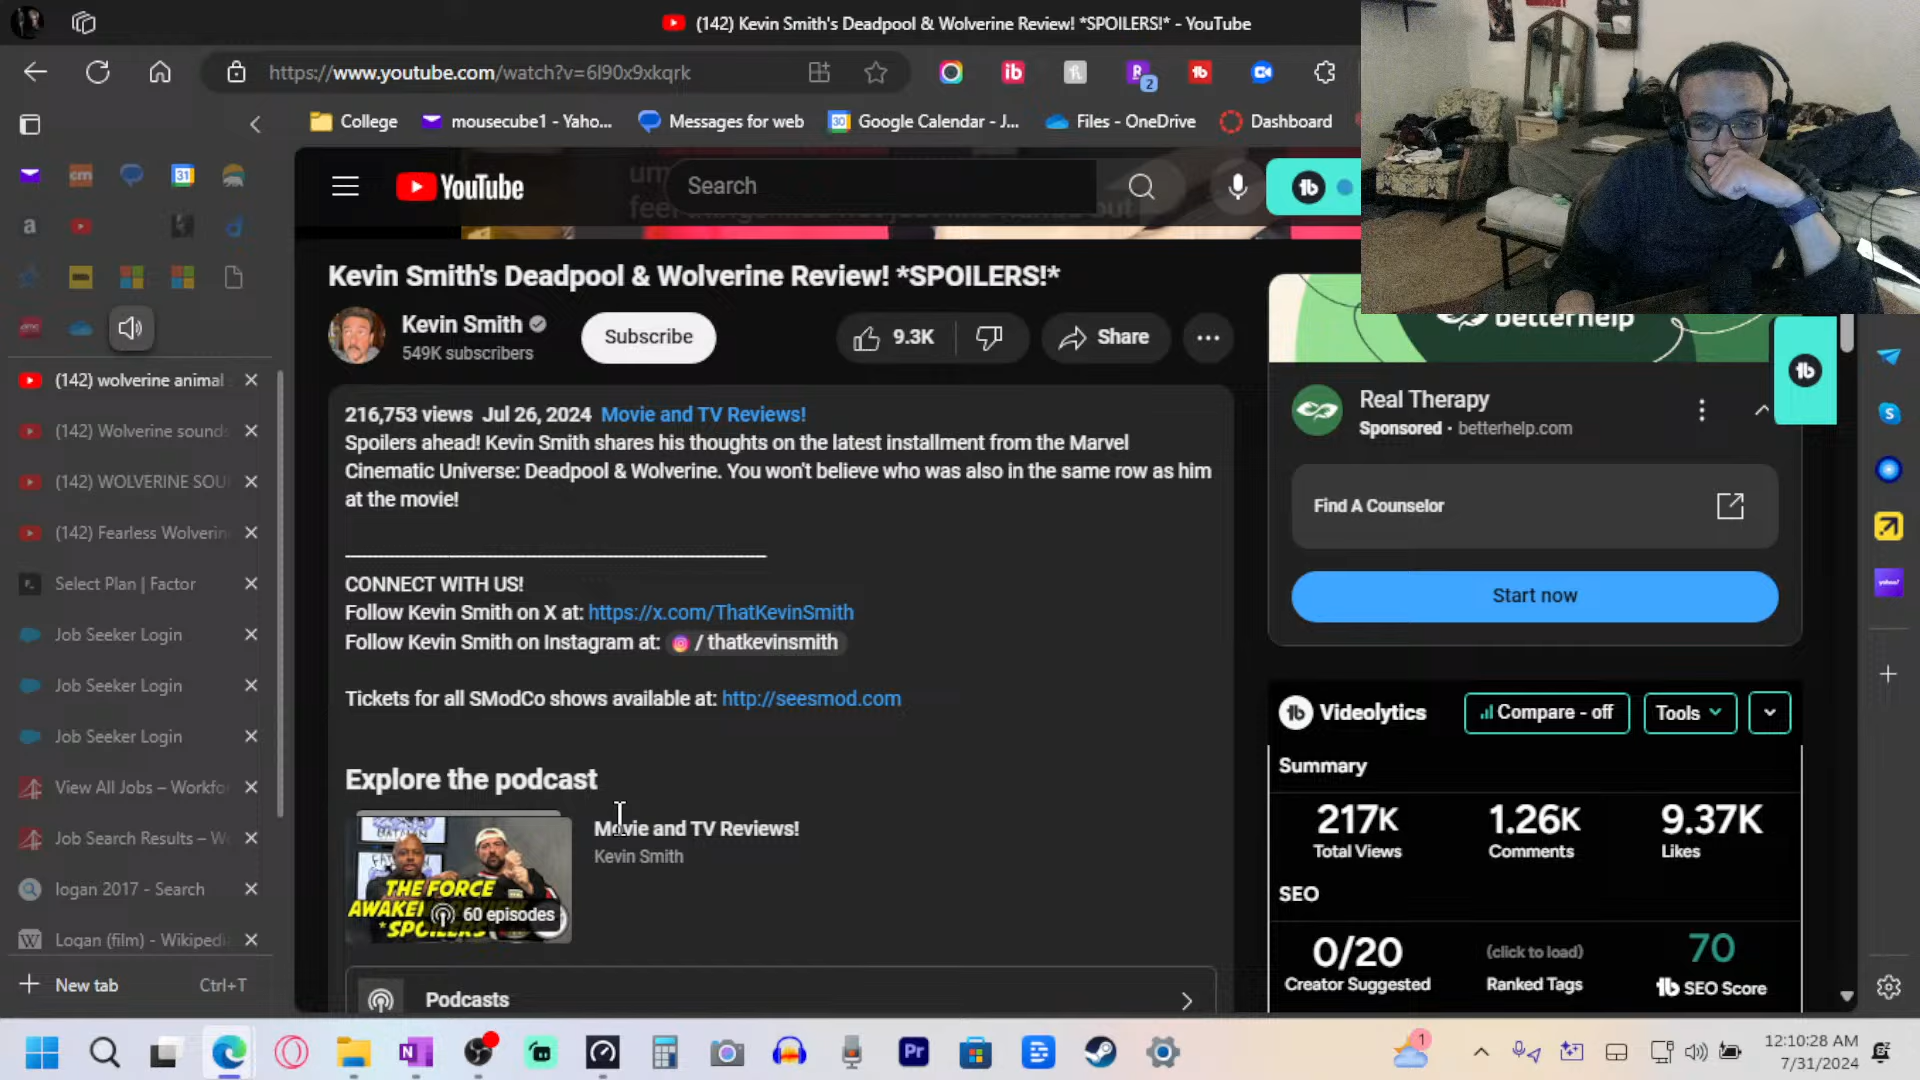 (142) Kevin Smith's Deadpool & Wolverine Review! *SPOILERS!* - YouTube
https://www.youtube.com/watch?v=6l90x9xkqrk
2
College
mousecube1 - Yaho...
Messages for web
Google Calendar - J...
Files - OneDrive
Dashboard
YouTube
Search
Kevin Smith's Deadpool & Wolverine Review! *SPOILERS!*
Kevin Smith
549K subscribers
Subscribe
9.3K
Share
216,753 views Jul 26, 2024 Movie and TV Reviews!
Spoilers ahead! Kevin Smith shares his thoughts on the latest installment from the Marvel
Cinematic Universe: Deadpool & Wolverine. You won't believe who was also in the same row as him
at the movie!
CONNECT WITH US!
Follow Kevin Smith on X at: https://x.com/ThatKevinSmith
Follow Kevin Smith on Instagram at: / thatkevinsmith
Tickets for all SModCo shows available at: http://seesmod.com
Explore the podcast
THE FORCE
*SPOILERS*
60 episodes
Movie and TV Reviews!
Kevin Smith
Podcasts
betterhelp
Real Therapy
Sponsored · betterhelp.com
Find A Counselor
Start now
Videolytics
Compare - off
Tools
Summary
217K
Total Views
1.26K
Comments
9.37K
Likes
SEO
0/20
Creator Suggested
(click to load)
Ranked Tags
70
SEO Score
(142) wolverine animal
(142) Wolverine sounds
(142) WOLVERINE SOU
(142) Fearless Wolverin
Select Plan | Factor
Job Seeker Login
Job Seeker Login
Job Seeker Login
View All Jobs – Workfo
Job Search Results – W
logan 2017 - Search
Logan (film) - Wikipedi
New tab
Ctrl+T
1
12:10:28 AM
7/31/2024